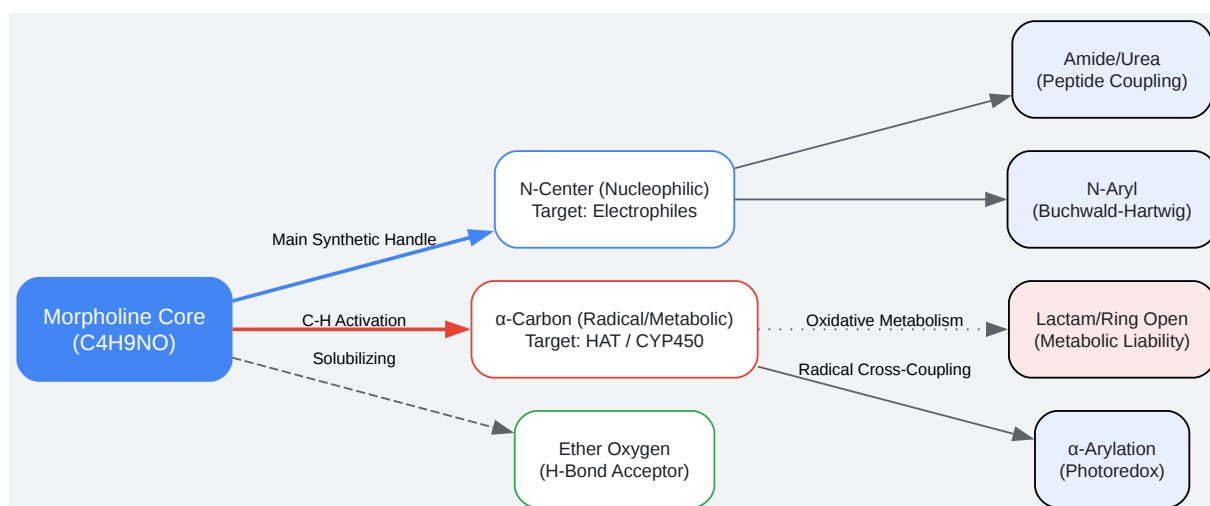 Amide/Urea
(Peptide Coupling)
N-Center (Nucleophilic)
Target: Electrophiles
N-Aryl
(Buchwald-Hartwig)
Main Synthetic Handle
Morpholine Core
(C4H9NO)
C-H Activation
α-Carbon (Radical/Metabolic)
Target: HAT / CYP450
Oxidative Metabolism
Lactam/Ring Open
(Metabolic Liability)
Solubilizing
Radical Cross-Coupling
Ether Oxygen
(H-Bond Acceptor)
α-Arylation
(Photoredox)